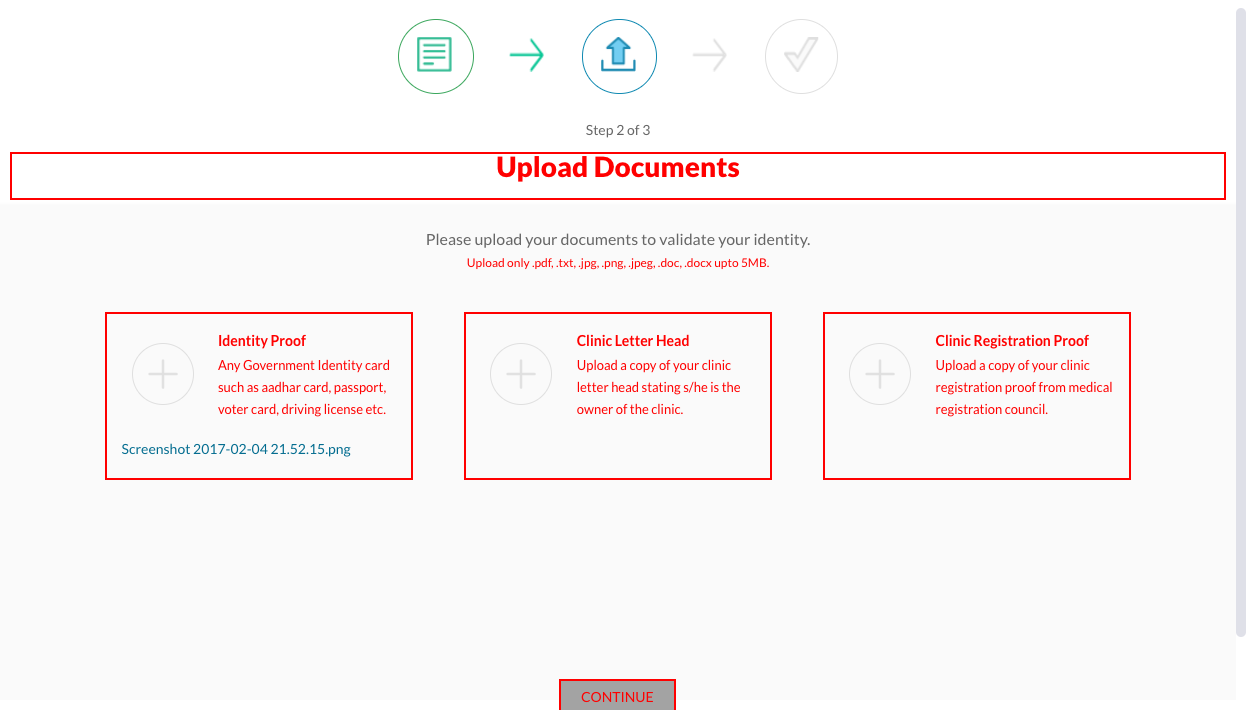 Step 2 of 3
Upload Documents
Please upload your documents to validate your identity.
Upload only .pdf, .txt, .jpg, .png, .jpeg, .doc, .docx upto 5MB.
Identity Proof
Any Government Identity card
such as aadhar card, passport,
voter card, driving license etc.
Screenshot 2017-02-04 21.52.15.png
Clinic Letter Head
Upload a copy of your clinic
letter head stating s/he is the
owner of the clinic.
Clinic Registration Proof
Upload a copy of your clinic
registration proof from medical
registration council.
CONTINUE